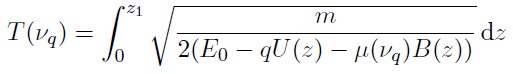 T(ν_q) = ∫_0^{z_1} √(m / (2(E_0 − qU(z) − μ(ν_q)B(z)))) dz